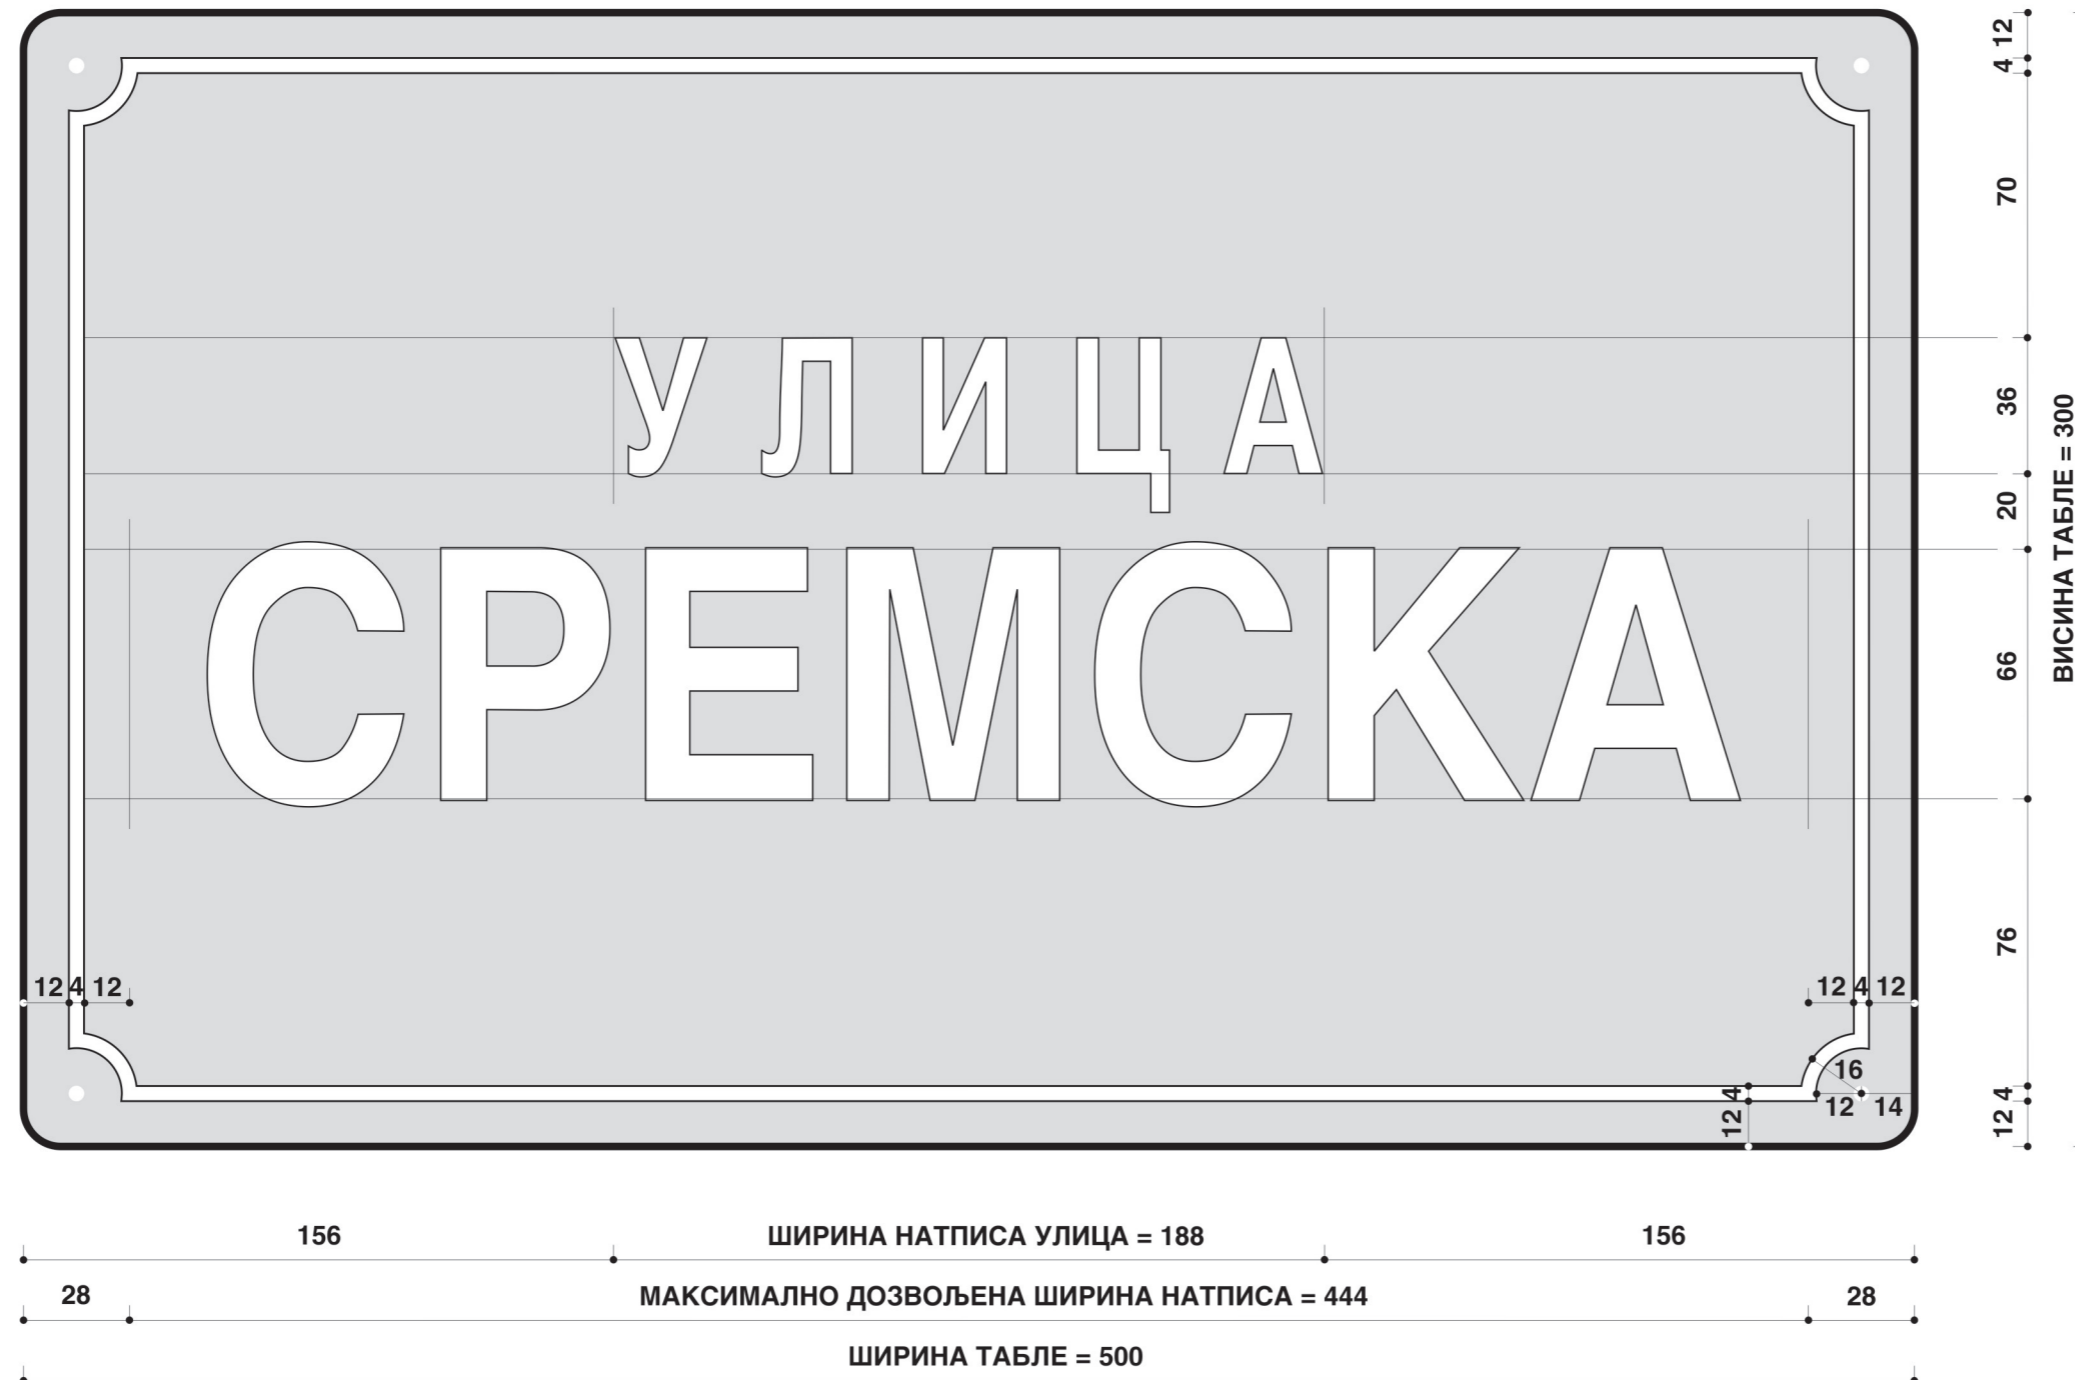 12
4
70
УЛИЦА
36
20
СРЕМСКА
66
ВИСИНА ТАБЛЕ = 300
76
12 4 12
12 4 12
16
4
12 14
12
4
12
156 ШИРИНА НАТПИСА УЛИЦА = 188 156
28 МАКСИМАЛНО ДОЗВОЉЕНА ШИРИНА НАТПИСА = 444 28
ШИРИНА ТАБЛЕ = 500